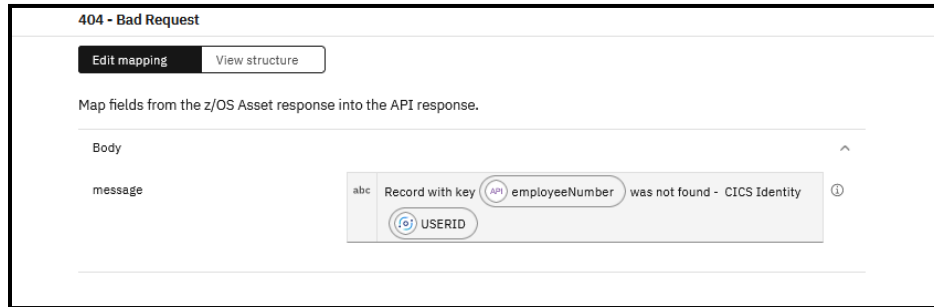 404 - Bad Request
Edit mapping View structure
Map fields from the z/OS Asset response into the API response.
Body
message abc Record with key API employeeNumber was not found - CICS Identity
USERID